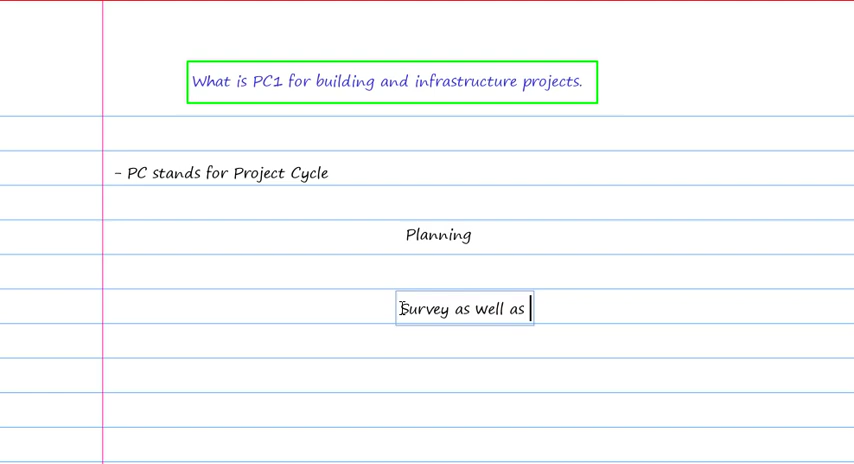 What is PC1 for building and infrastructure projects.
- PC stands for Project Cycle
Planning
Survey as well as